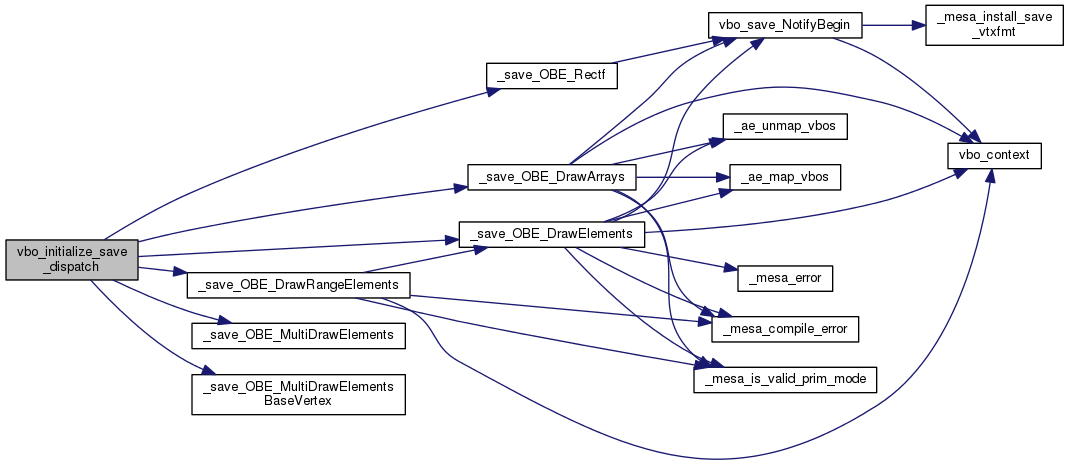 vbo_initialize_save
_dispatch
_save_OBE_Rectf
_save_OBE_DrawArrays
_save_OBE_DrawElements
_save_OBE_DrawRangeElements
_save_OBE_MultiDrawElements
_save_OBE_MultiDrawElements
BaseVertex
vbo_save_NotifyBegin
_ae_unmap_vbos
_ae_map_vbos
_mesa_error
_mesa_compile_error
_mesa_is_valid_prim_mode
_mesa_install_save
_vtxfmt
vbo_context